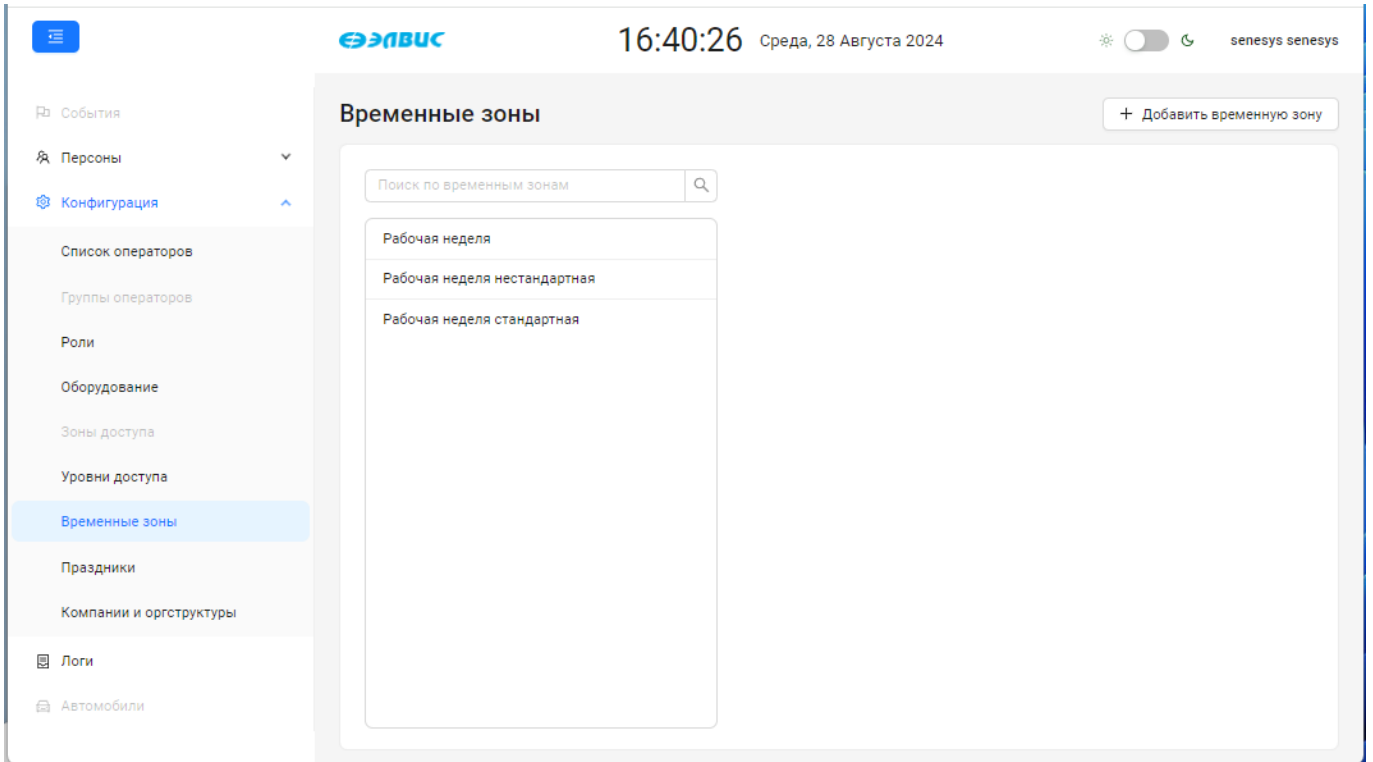 ЭЛВИС
16:40:26 Среда, 28 Августа 2024
senesys senesys
События
Персоны
Конфигурация
Список операторов
Группы операторов
Роли
Оборудование
Зоны доступа
Уровни доступа
Временные зоны
Праздники
Компании и оргструктуры
Логи
Автомобили
Временные зоны
+ Добавить временную зону
Поиск по временным зонам
Рабочая неделя
Рабочая неделя нестандартная
Рабочая неделя стандартная